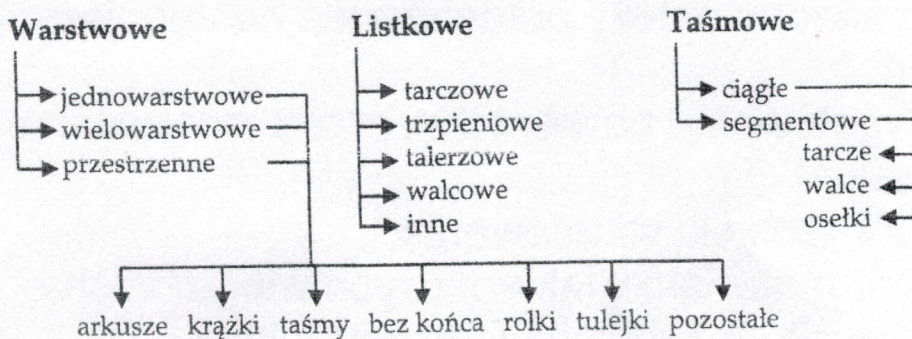 Warstwowe
jednowarstwowe
wielowarstwowe
przestrzenne
Listkowe
tarczowe
trzpieniowe
talerzowe
walcowe
inne
Taśmowe
ciągłe
segmentowe
tarcze
walce
osełki
arkusze krążki taśmy bez końca rolki tulejki pozostałe